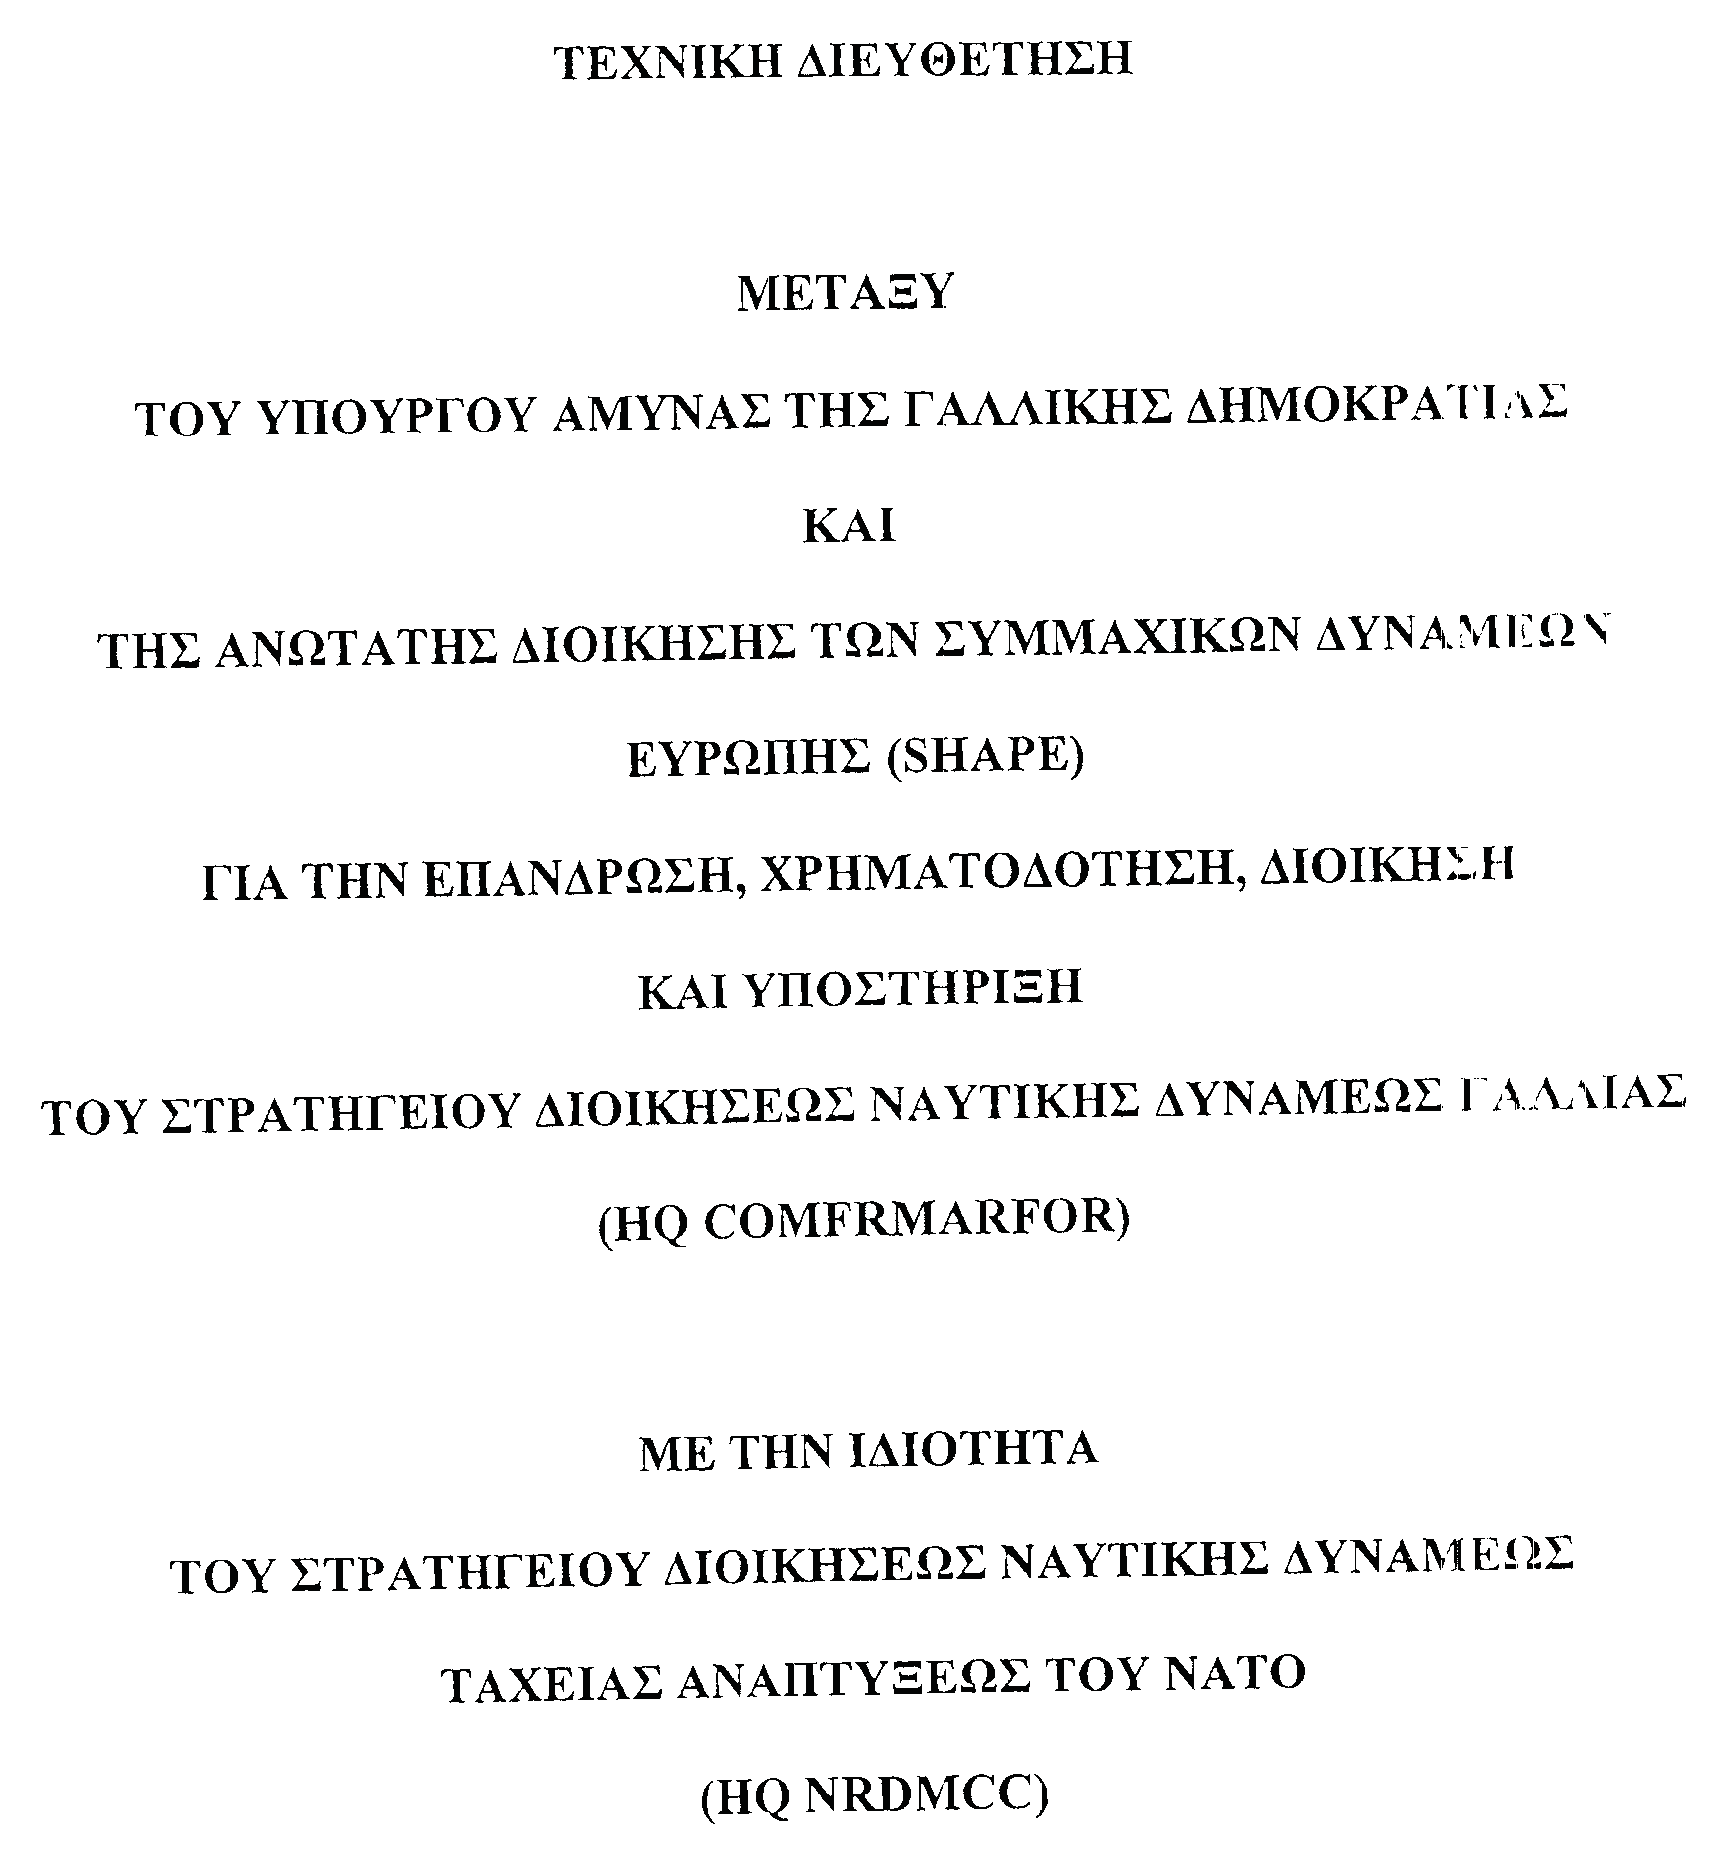 ΤΕΧΝΙΚΗ ΔΙΕΥΘΕΤΗΣΗ
ΜΕΤΑΞΥ
ΤΟΥ ΥΠΟΥΡΓΟΥ ΑΜΥΝΑΣ ΤΗΣ ΓΑΛΛΙΚΗΣ ΔΗΜΟΚΡΑΤΙΑΣ
ΚΑΙ
ΤΗΣ ΑΝΩΤΑΤΗΣ ΔΙΟΙΚΗΣΗΣ ΤΩΝ ΣΥΜΜΑΧΙΚΩΝ ΔΥΝΑΜΕΩΝ
ΕΥΡΩΠΗΣ (SHAPE)
ΓΙΑ ΤΗΝ ΕΠΑΝΔΡΩΣΗ, ΧΡΗΜΑΤΟΔΟΤΗΣΗ, ΔΙΟΙΚΗΣΗ
ΚΑΙ ΥΠΟΣΤΗΡΙΞΗ
ΤΟΥ ΣΤΡΑΤΗΓΕΙΟΥ ΔΙΟΙΚΗΣΕΩΣ ΝΑΥΤΙΚΗΣ ΔΥΝΑΜΕΩΣ ΓΑΛΛΙΑΣ
(HQ COMFRMARFOR)
ΜΕ ΤΗΝ ΙΔΙΟΤΗΤΑ
ΤΟΥ ΣΤΡΑΤΗΓΕΙΟΥ ΔΙΟΙΚΗΣΕΩΣ ΝΑΥΤΙΚΗΣ ΔΥΝΑΜΕΩΣ
ΤΑΧΕΙΑΣ ΑΝΑΠΤΥΞΕΩΣ ΤΟΥ ΝΑΤΟ
(HQ NRDMCC)